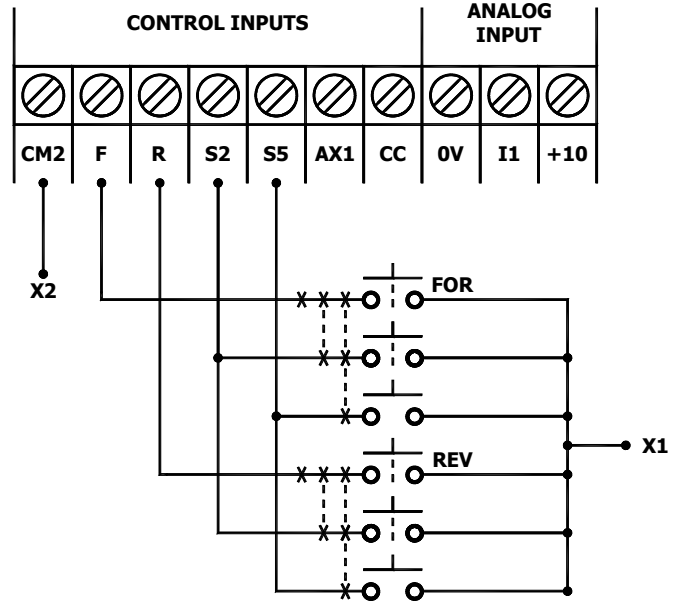 CONTROL INPUTS
ANALOG
INPUT
CM2 F R S2 S5 AX1 CC 0V I1 +10
X2
FOR
X1
REV